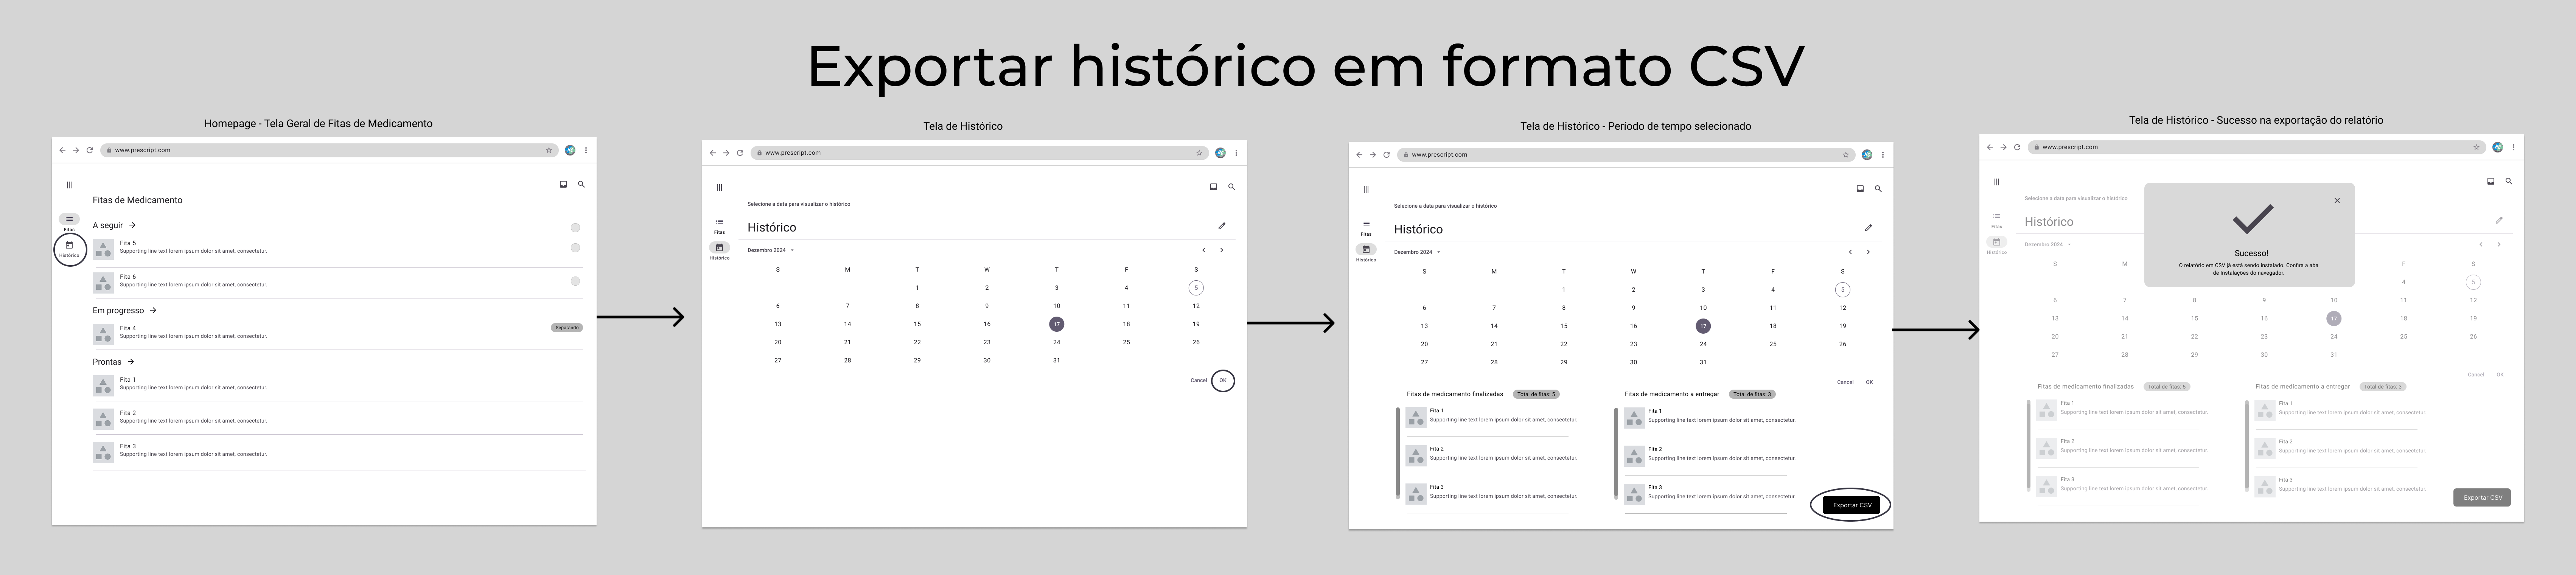 Exportar histórico em formato CSV
Homepage - Tela Geral de Fitas de Medicamento
www.prescript.com
Fitas de Medicamento
Fitas
Histórico
A seguir
Fita 5
Supporting line text lorem ipsum dolor sit amet, consectetur.
Fita 6
Supporting line text lorem ipsum dolor sit amet, consectetur.
Em progresso
Fita 4
Supporting line text lorem ipsum dolor sit amet, consectetur.
Separando
Prontas
Fita 1
Supporting line text lorem ipsum dolor sit amet, consectetur.
Fita 2
Supporting line text lorem ipsum dolor sit amet, consectetur.
Fita 3
Supporting line text lorem ipsum dolor sit amet, consectetur.
Tela de Histórico
www.prescript.com
Fitas
Histórico
Selecione a data para visualizar o histórico
Histórico
Dezembro 2024
S M T W T F S
1 2 3 4 5
6 7 8 9 10 11 12
13 14 15 16 17 18 19
20 21 22 23 24 25 26
27 28 29 30 31
Cancel OK
Tela de Histórico - Período de tempo selecionado
www.prescript.com
Fitas
Histórico
Selecione a data para visualizar o histórico
Histórico
Dezembro 2024
S M T W T F S
1 2 3 4 5
6 7 8 9 10 11 12
13 14 15 16 17 18 19
20 21 22 23 24 25 26
27 28 29 30 31
Cancel OK
Fitas de medicamento finalizadas Total de fitas: 5
Fita 1
Supporting line text lorem ipsum dolor sit amet, consectetur.
Fita 2
Supporting line text lorem ipsum dolor sit amet, consectetur.
Fita 3
Supporting line text lorem ipsum dolor sit amet, consectetur.
Fitas de medicamento a entregar Total de fitas: 3
Fita 1
Supporting line text lorem ipsum dolor sit amet, consectetur.
Fita 2
Supporting line text lorem ipsum dolor sit amet, consectetur.
Fita 3
Supporting line text lorem ipsum dolor sit amet, consectetur.
Exportar CSV
Tela de Histórico - Sucesso na exportação do relatório
www.prescript.com
Fitas
Histórico
Selecione a data para visualizar o histórico
Histórico
Dezembro 2024
Sucesso!
O relatório em CSV já está sendo instalado. Confira a aba
de instalações do navegador.
S M F S
4 5
6 7 8 9 10 11 12
13 14 15 16 17 18 19
20 21 22 23 24 25 26
27 28 29 30 31
Cancel OK
Fitas de medicamento finalizadas Total de fitas: 5
Fita 1
Supporting line text lorem ipsum dolor sit amet, consectetur.
Fita 2
Supporting line text lorem ipsum dolor sit amet, consectetur.
Fita 3
Supporting line text lorem ipsum dolor sit amet, consectetur.
Fitas de medicamento a entregar Total de fitas: 3
Fita 1
Supporting line text lorem ipsum dolor sit amet, consectetur.
Fita 2
Supporting line text lorem ipsum dolor sit amet, consectetur.
Fita 3
Supporting line text lorem ipsum dolor sit amet, consectetur.
Exportar CSV